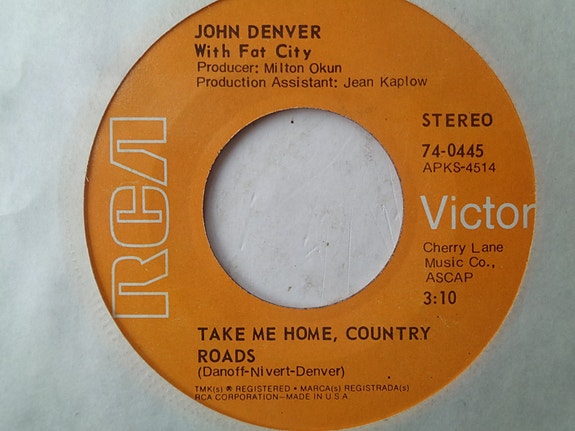 JOHN DENVER
With Fat City
Producer: Milton Okun
Production Assistant: Jean Kaplow
RCA
STEREO
74-0445
APKS-4514
Victor
Cherry Lane
Music Co.,
ASCAP
3:10
TAKE ME HOME, COUNTRY
ROADS
(Danoff-Nivert-Denver)
TMK(s) ® REGISTERED • MARCA(s) REGISTRADA(s)
RCA CORPORATION—MADE IN U.S.A